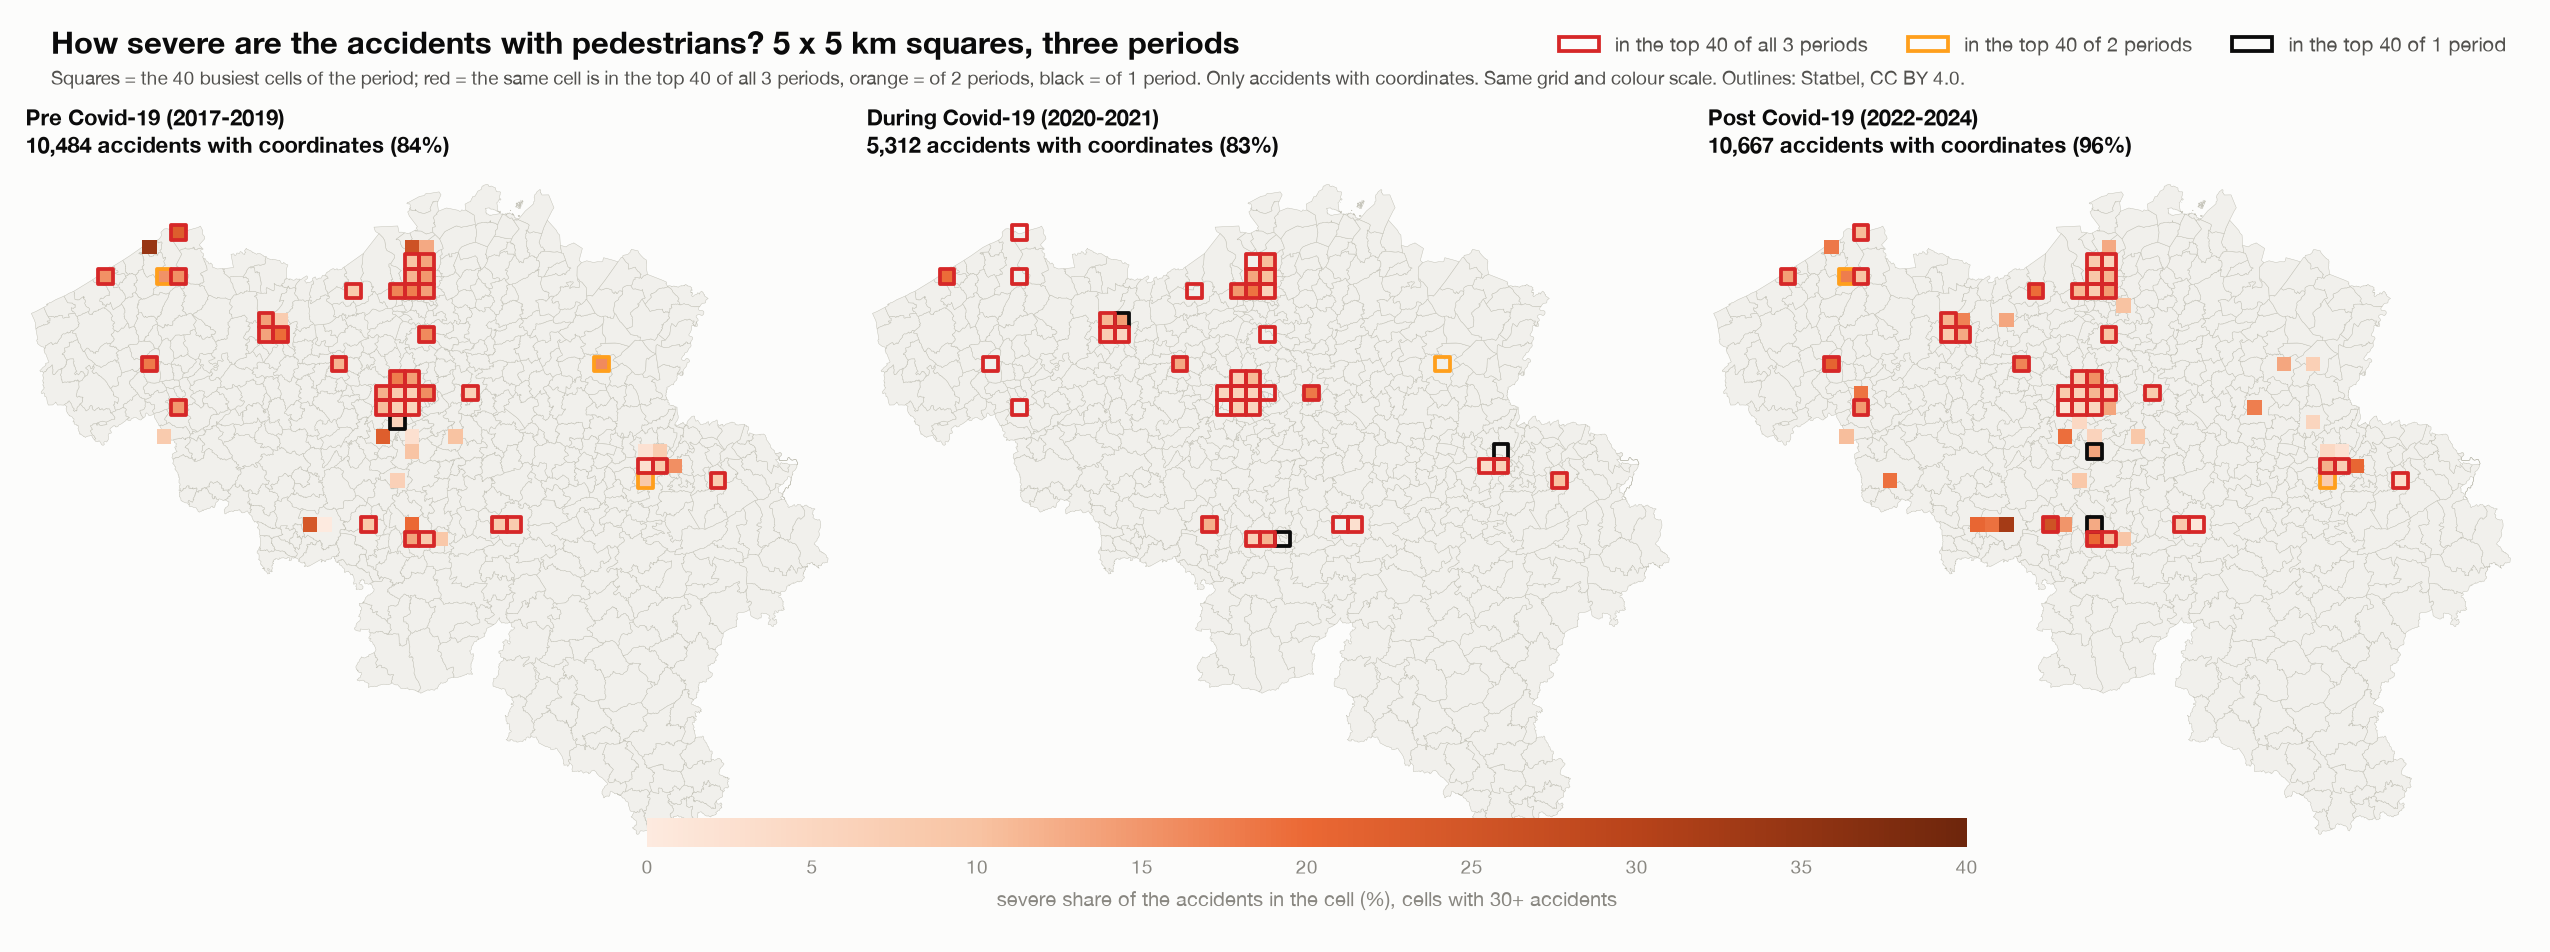 How severe are the accidents with pedestrians? 5 x 5 km squares, three periods
in the top 40 of all 3 periods
in the top 40 of 2 periods
in the top 40 of 1 period
Squares = the 40 busiest cells of the period; red = the same cell is in the top 40 of all 3 periods, orange = of 2 periods, black = of 1 period. Only accidents with coordinates. Same grid and colour scale. Outlines: Statbel, CC BY 4.0.
Pre Covid-19 (2017-2019)
10,484 accidents with coordinates (84%)
During Covid-19 (2020-2021)
5,312 accidents with coordinates (83%)
Post Covid-19 (2022-2024)
10,667 accidents with coordinates (96%)
0 5 10 15 20 25 30 35 40
severe share of the accidents in the cell (%), cells with 30+ accidents